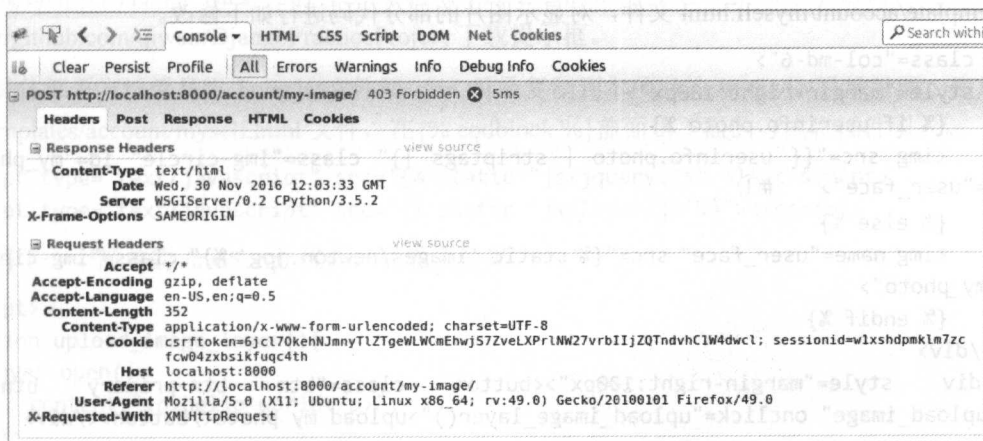 Console HTML CSS Script DOM Net Cookies Search withi
Clear Persist Profile All Errors Warnings Info Debug Info Cookies
POST http://localhost:8000/account/my-image/ 403 Forbidden 5ms
Headers Post Response HTML Cookies
Response Headers view source
Content-Type text/html
Date Wed, 30 Nov 2016 12:03:33 GMT
Server WSGIServer/0.2 CPython/3.5.2
X-Frame-Options SAMEORIGIN
Request Headers view source
Accept */*
Accept-Encoding gzip, deflate
Accept-Language en-US,en;q=0.5
Content-Length 352
Content-Type application/x-www-form-urlencoded; charset=UTF-8
Cookie csrftoken=6jcl7OkehNJmnyTlZTgeWLWCmEhwjS7ZveLXPrlNW27vrbIIjZQTndvhC1W4dwcl; sessionid=w1xshdpmklm7zc
fcw04zxbsikfuqc4th
Host localhost:8000
Referer http://localhost:8000/account/my-image/
User-Agent Mozilla/5.0 (X11; Ubuntu; Linux x86_64; rv:49.0) Gecko/20100101 Firefox/49.0
X-Requested-With XMLHttpRequest